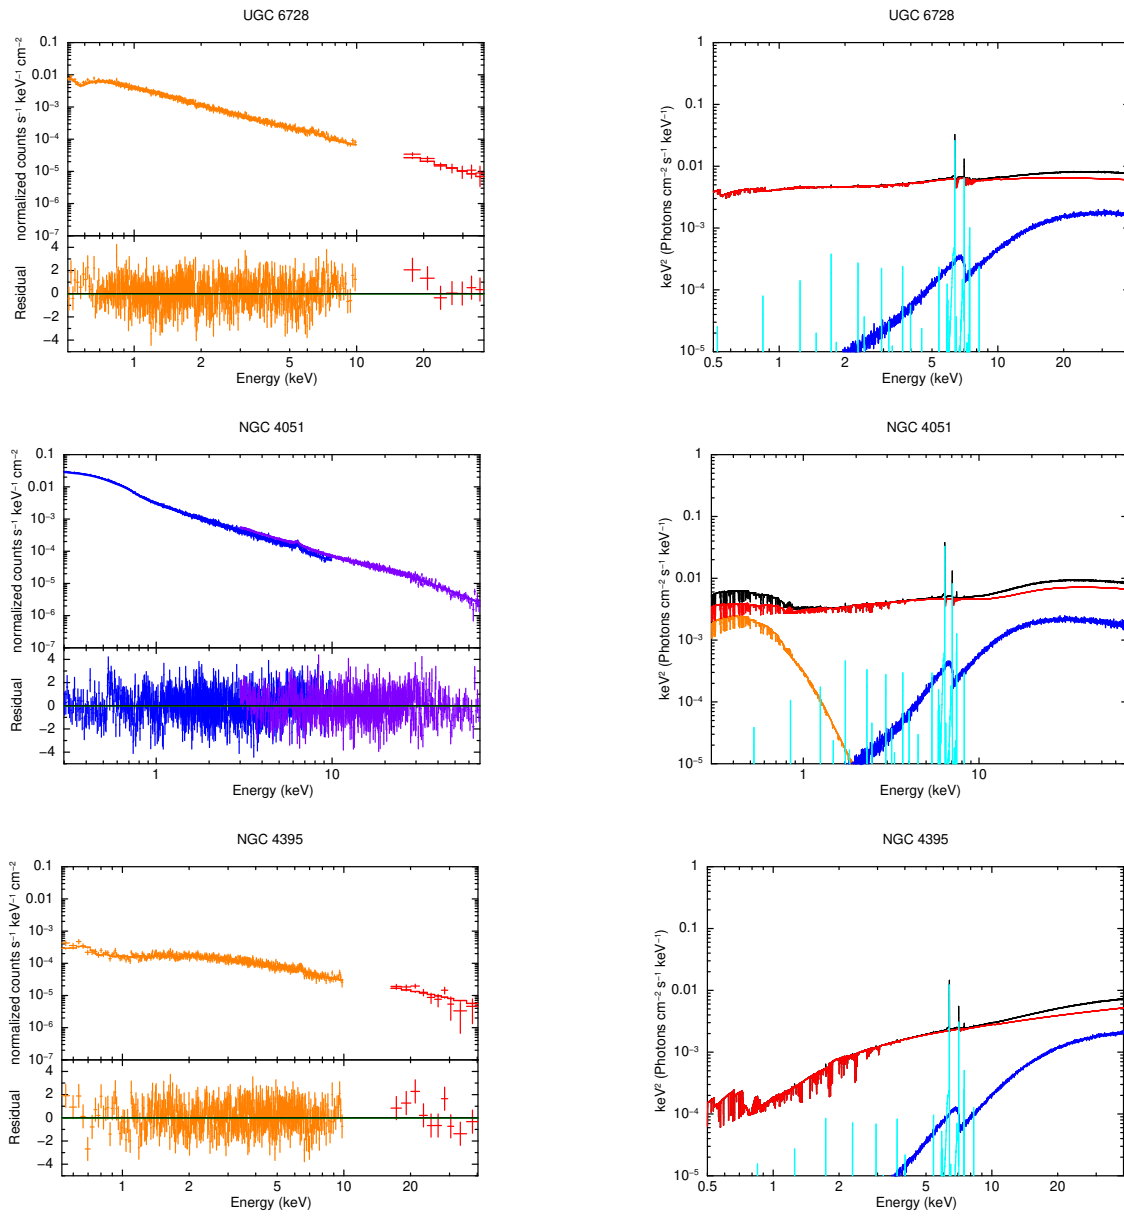 UGC 6728
0.1
0.01
10⁻³
10⁻⁴
10⁻⁵
10⁻⁶
10⁻⁷
normalized counts s⁻¹ keV⁻¹ cm⁻²
4
2
0
−2
−4
Residual
1 2 5 10 20
Energy (keV)
UGC 6728
1
0.1
0.01
10⁻³
10⁻⁴
10⁻⁵
keV² (Photons cm⁻² s⁻¹ keV⁻¹)
0.5 1 2 5 10 20
Energy (keV)
NGC 4051
0.1
0.01
10⁻³
10⁻⁴
10⁻⁵
10⁻⁶
10⁻⁷
normalized counts s⁻¹ keV⁻¹ cm⁻²
4
2
0
−2
−4
Residual
1 10
Energy (keV)
NGC 4051
1
0.1
0.01
10⁻³
10⁻⁴
10⁻⁵
keV² (Photons cm⁻² s⁻¹ keV⁻¹)
1 10
Energy (keV)
NGC 4395
0.1
0.01
10⁻³
10⁻⁴
10⁻⁵
10⁻⁶
10⁻⁷
normalized counts s⁻¹ keV⁻¹ cm⁻²
4
2
0
−2
−4
Residual
1 2 5 10 20
Energy (keV)
NGC 4395
1
0.1
0.01
10⁻³
10⁻⁴
10⁻⁵
keV² (Photons cm⁻² s⁻¹ keV⁻¹)
0.5 1 2 5 10 20
Energy (keV)